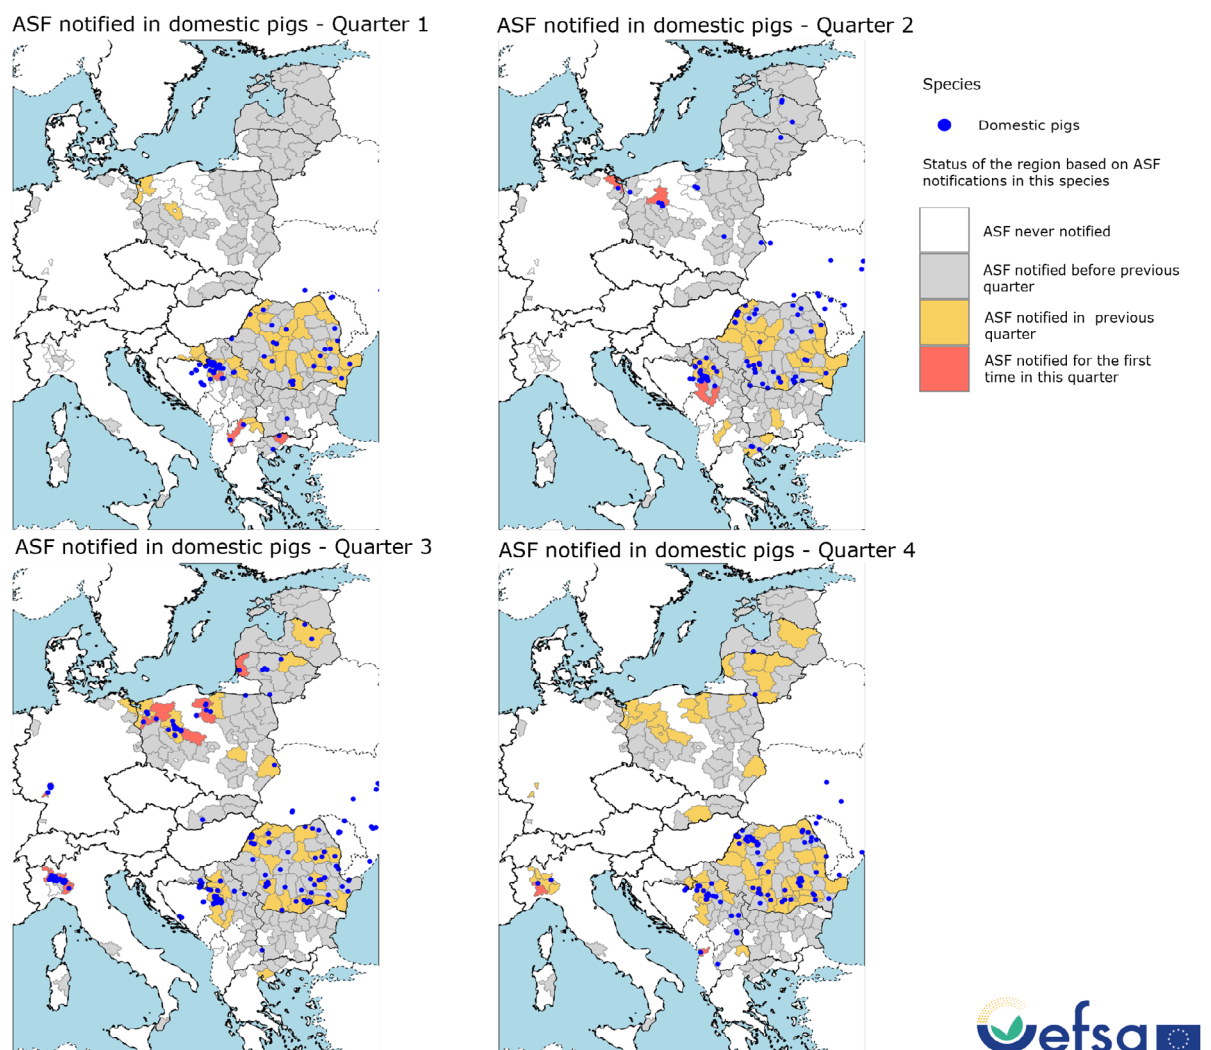 ASF notified in domestic pigs - Quarter 1
ASF notified in domestic pigs - Quarter 2
Species
Domestic pigs
Status of the region based on ASF
notifications in this species
ASF never notified
ASF notified before previous
quarter
ASF notified in previous
quarter
ASF notified for the first
time in this quarter
ASF notified in domestic pigs - Quarter 3
ASF notified in domestic pigs - Quarter 4
efsa